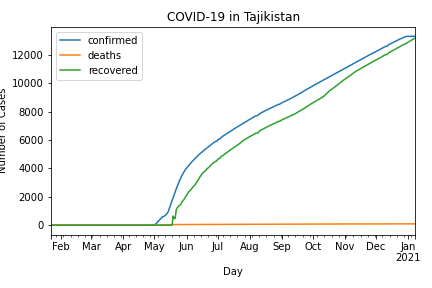 COVID-19 in Tajikistan
confirmed
deaths
recovered
Number of Cases
12000
10000
8000
6000
4000
2000
0
Feb Mar Apr May Jun Jul Aug Sep Oct Nov Dec Jan
2021
Day